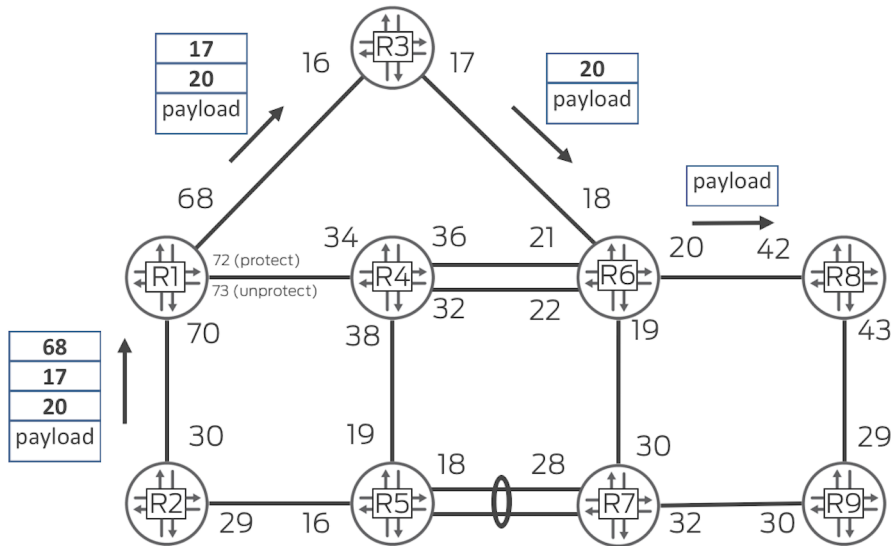 17
20
payload
16
R3
17
20
payload
68
18
payload
34
36
21
20
42
R1
72 (protect)
73 (unprotect)
R4
R6
R8
70
38
32
22
19
43
68
17
20
payload
30
19
18
28
30
29
R2
R5
R7
R9
29
16
32
30